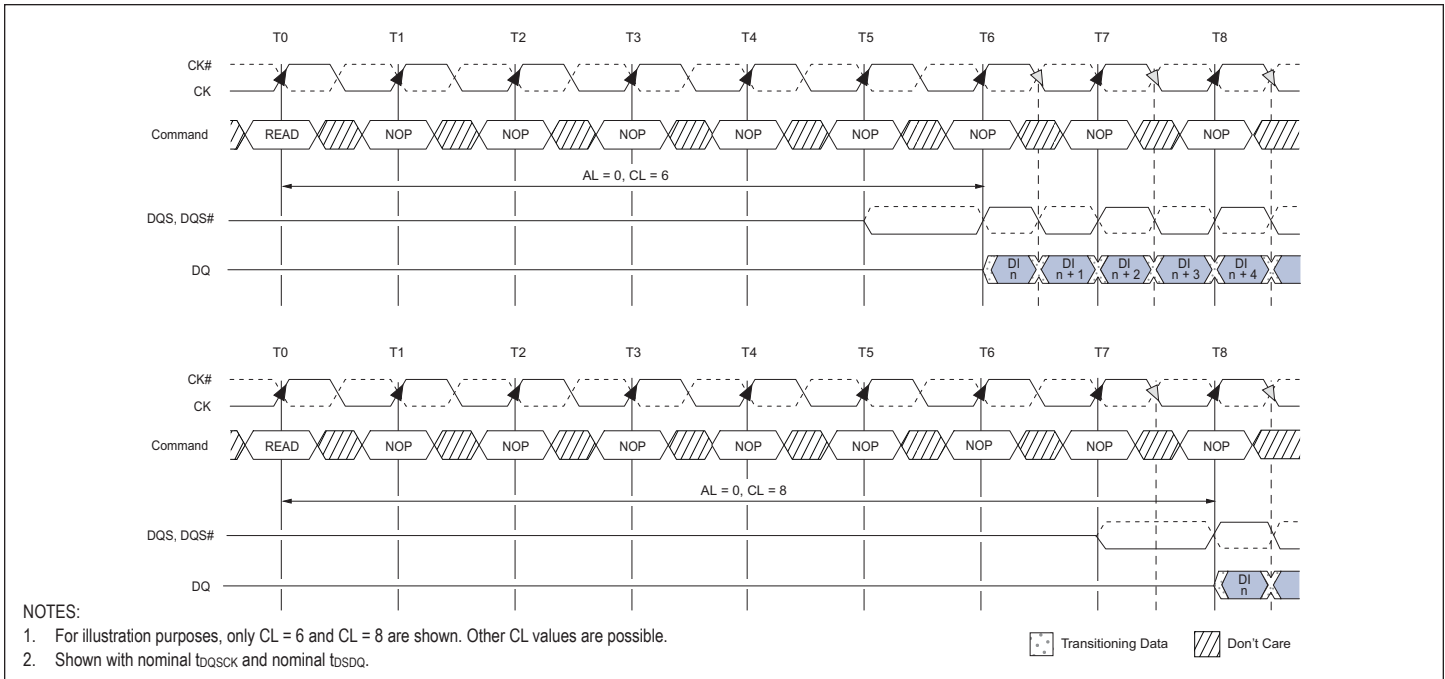 T0 T1 T2 T3 T4 T5 T6 T7 T8
CK#
CK
Command READ NOP NOP NOP NOP NOP NOP NOP NOP
AL = 0, CL = 6
DQS, DQS#
DQ DI n DI n + 1 DI n + 2 DI n + 3 DI n + 4
T0 T1 T2 T3 T4 T5 T6 T7 T8
CK#
CK
Command READ NOP NOP NOP NOP NOP NOP NOP NOP
AL = 0, CL = 8
DQS, DQS#
DQ DI n
NOTES:
1. For illustration purposes, only CL = 6 and CL = 8 are shown. Other CL values are possible.
2. Shown with nominal tDQSCK and nominal tDSDQ.
Transitioning Data Don't Care